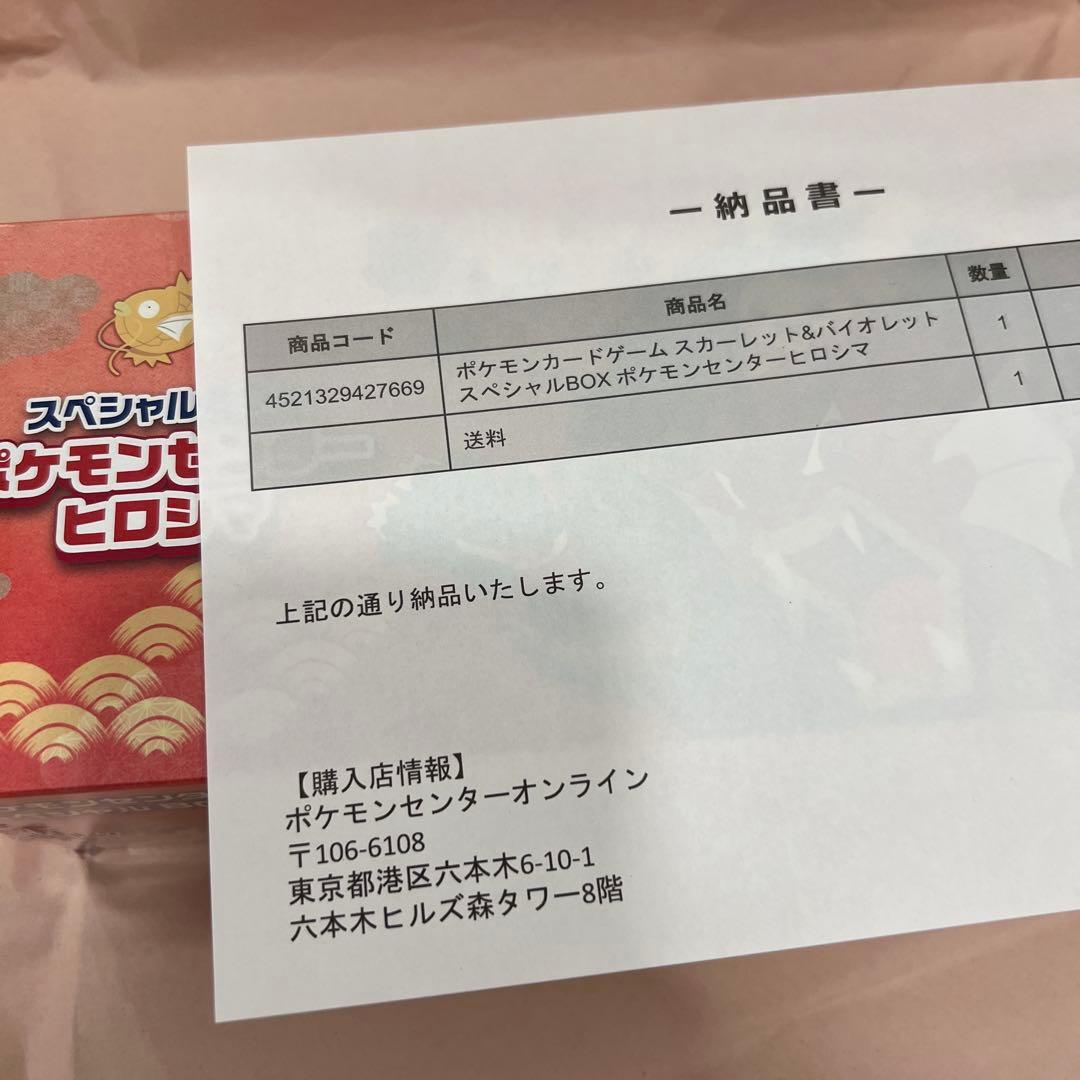 スペシャル
ポケモンセ
ヒロシ
ー納品書ー
商品コード
商品名
数量
4521329427669
ポケモンカードゲーム スカーレット&バイオレット
スペシャルBOX ポケモンセンターヒロシマ
1
送料
1
上記の通り納品いたします。
【購入店情報】
ポケモンセンターオンライン
〒106-6108
東京都港区六本木6-10-1
六本木ヒルズ森タワー8階